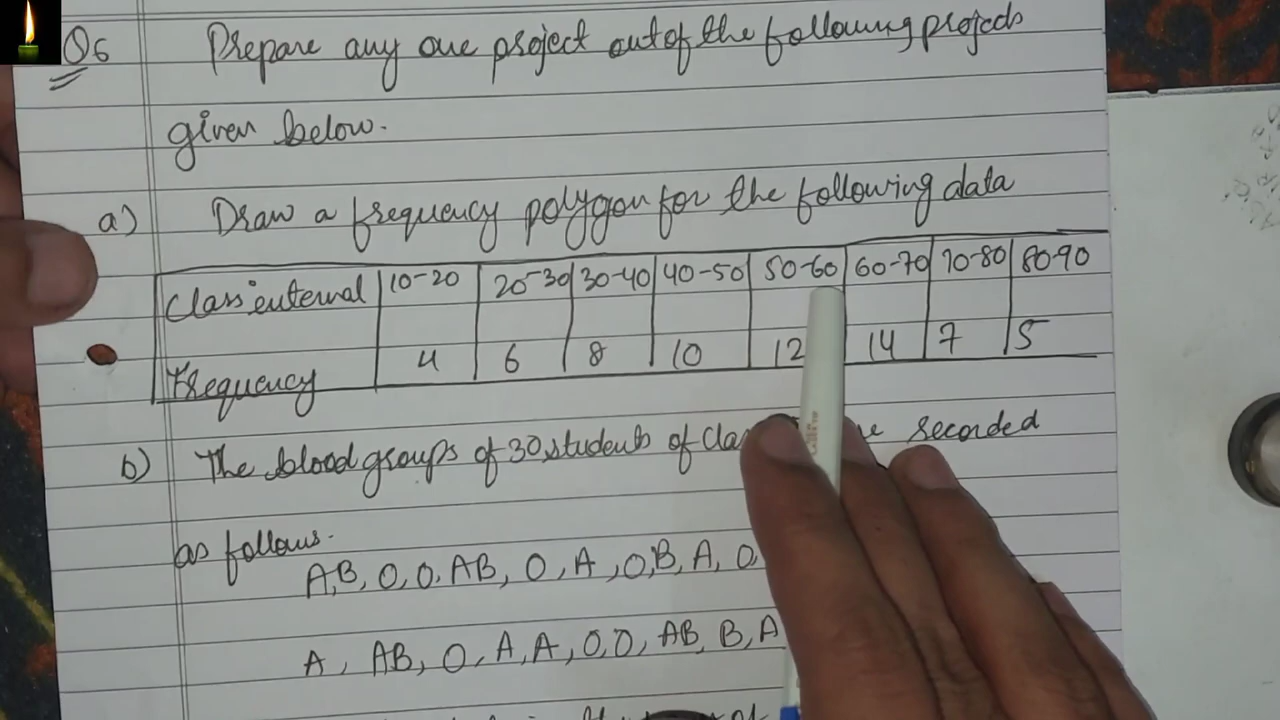 Q6 Prepare any one project out of the following projects
given below.
a) Draw a frequency polygon for the following data
Class interval 10-20 20-30 30-40 40-50 50-60 60-70 70-80 80-90
Frequency 4 6 8 10 12 14 7 5
b) The blood groups of 30 students of recorded
as follows.
A,B, O, O, AB, O, A, O,B, A, O
A, AB, O, A, A, O,O, AB, B, A